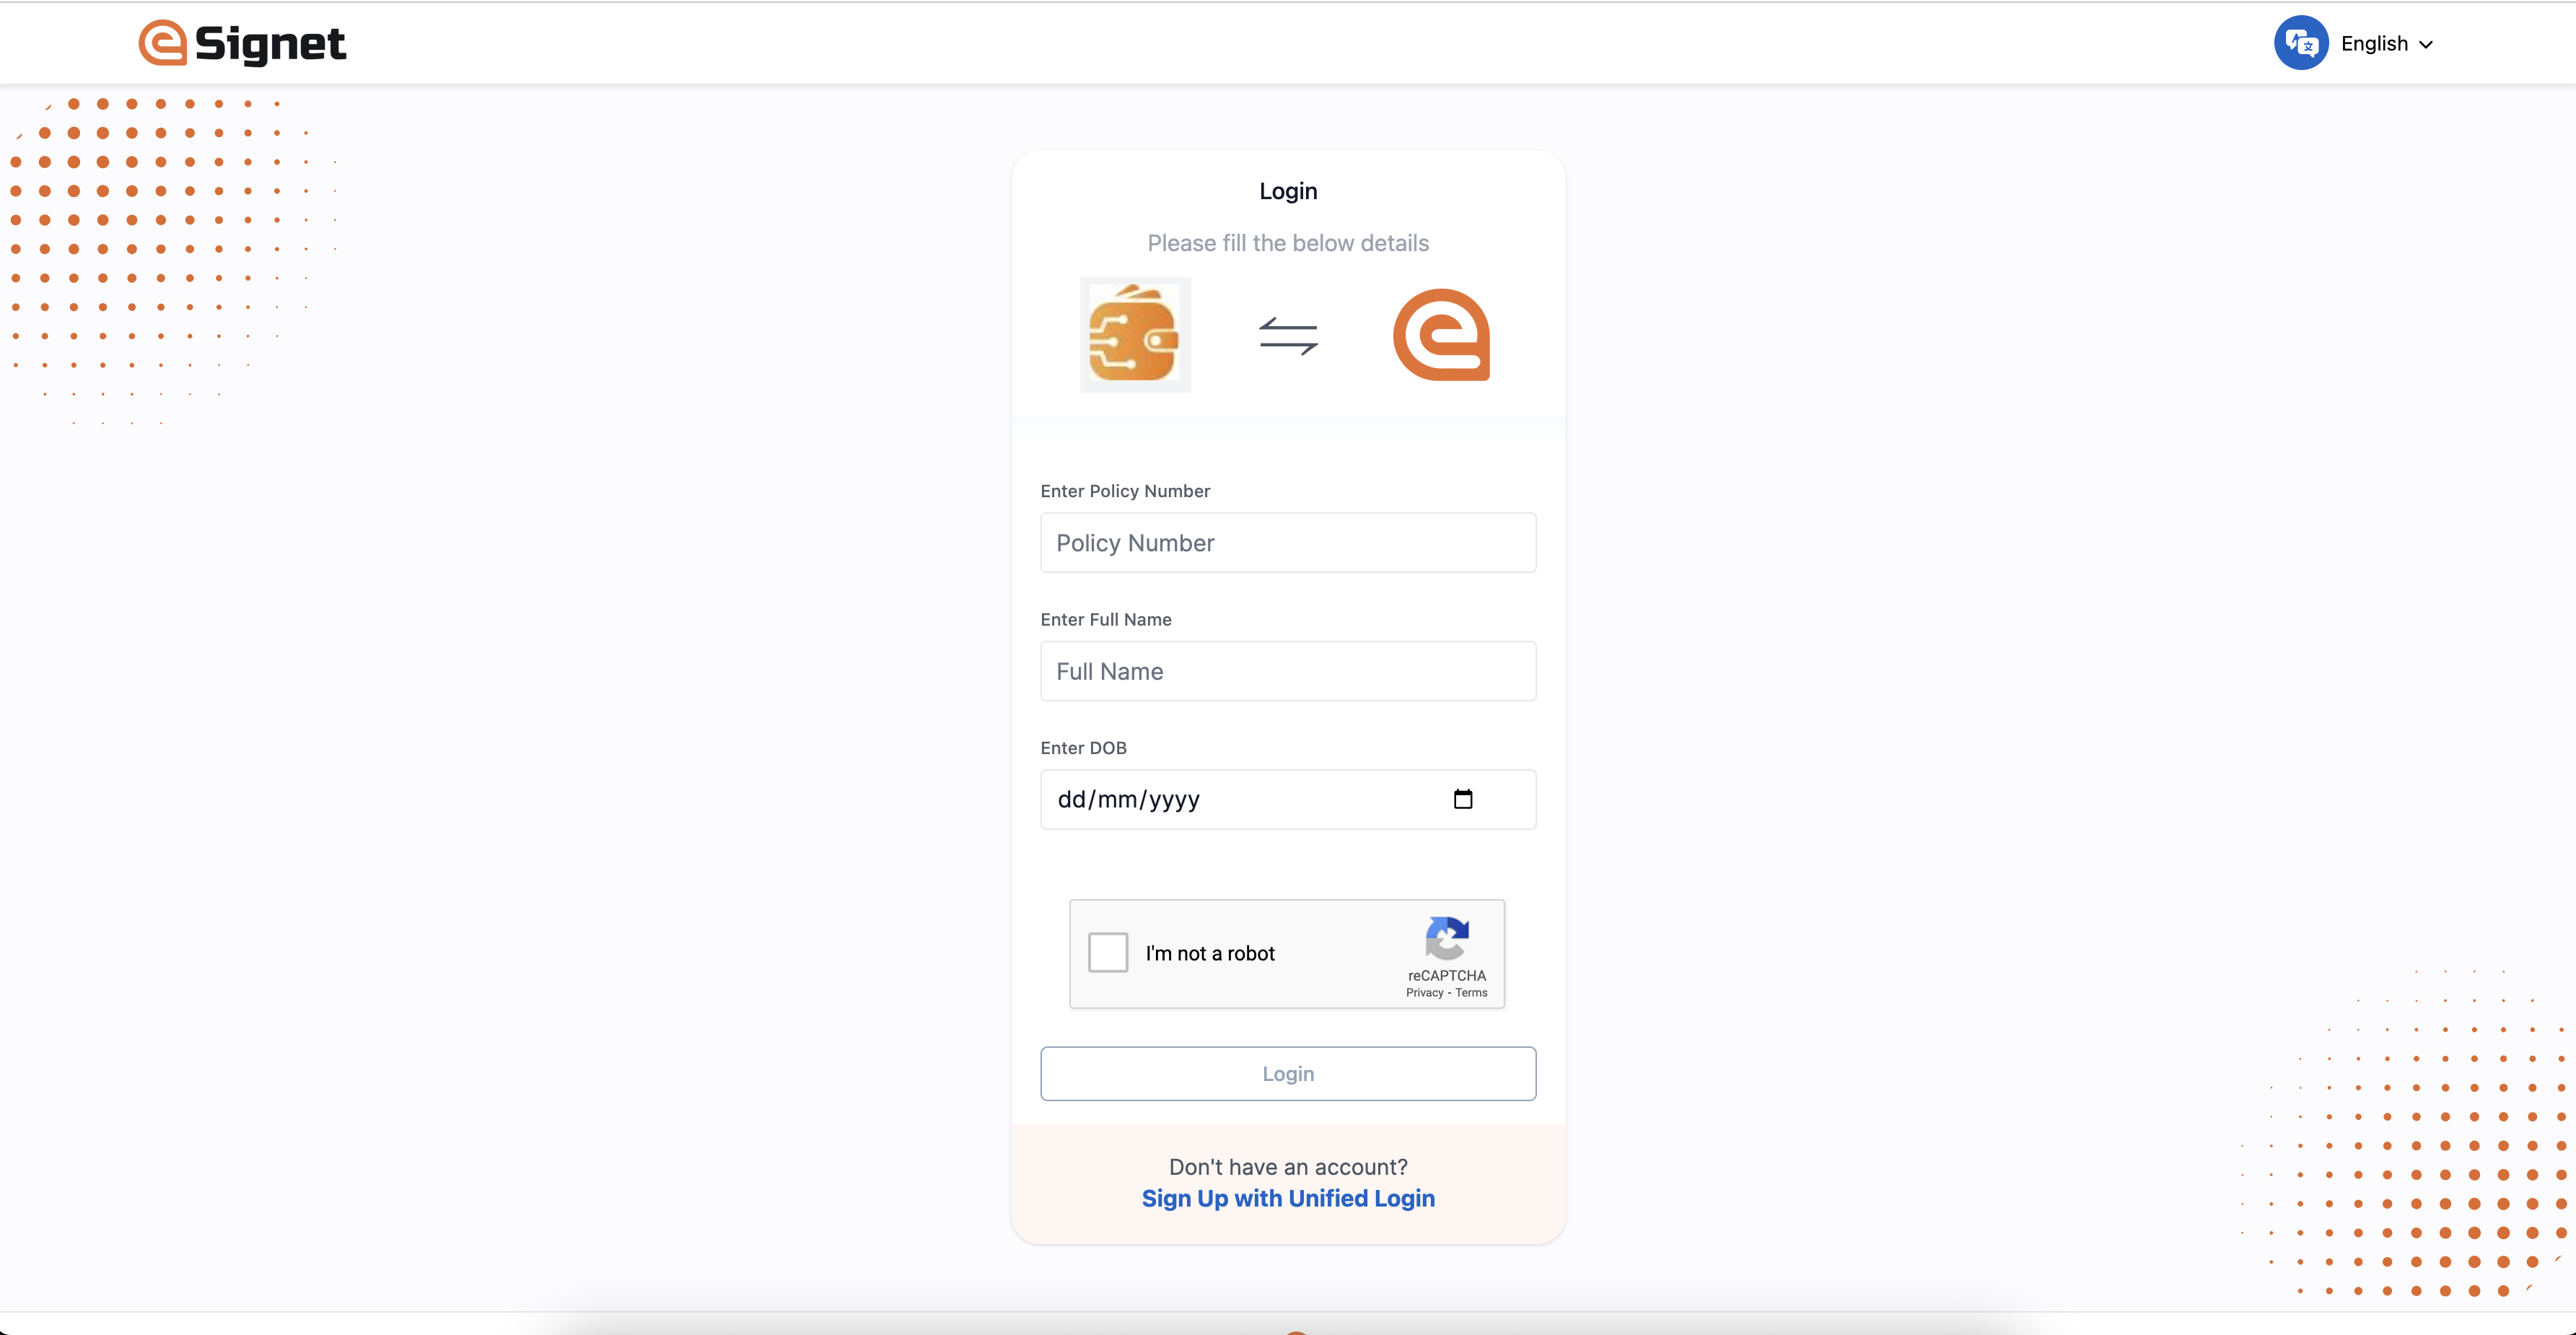 eSignet
English
Login
Please fill the below details
Enter Policy Number
Policy Number
Enter Full Name
Full Name
Enter DOB
dd/mm/yyyy
I'm not a robot
reCAPTCHA
Privacy - Terms
Login
Don't have an account?
Sign Up with Unified Login